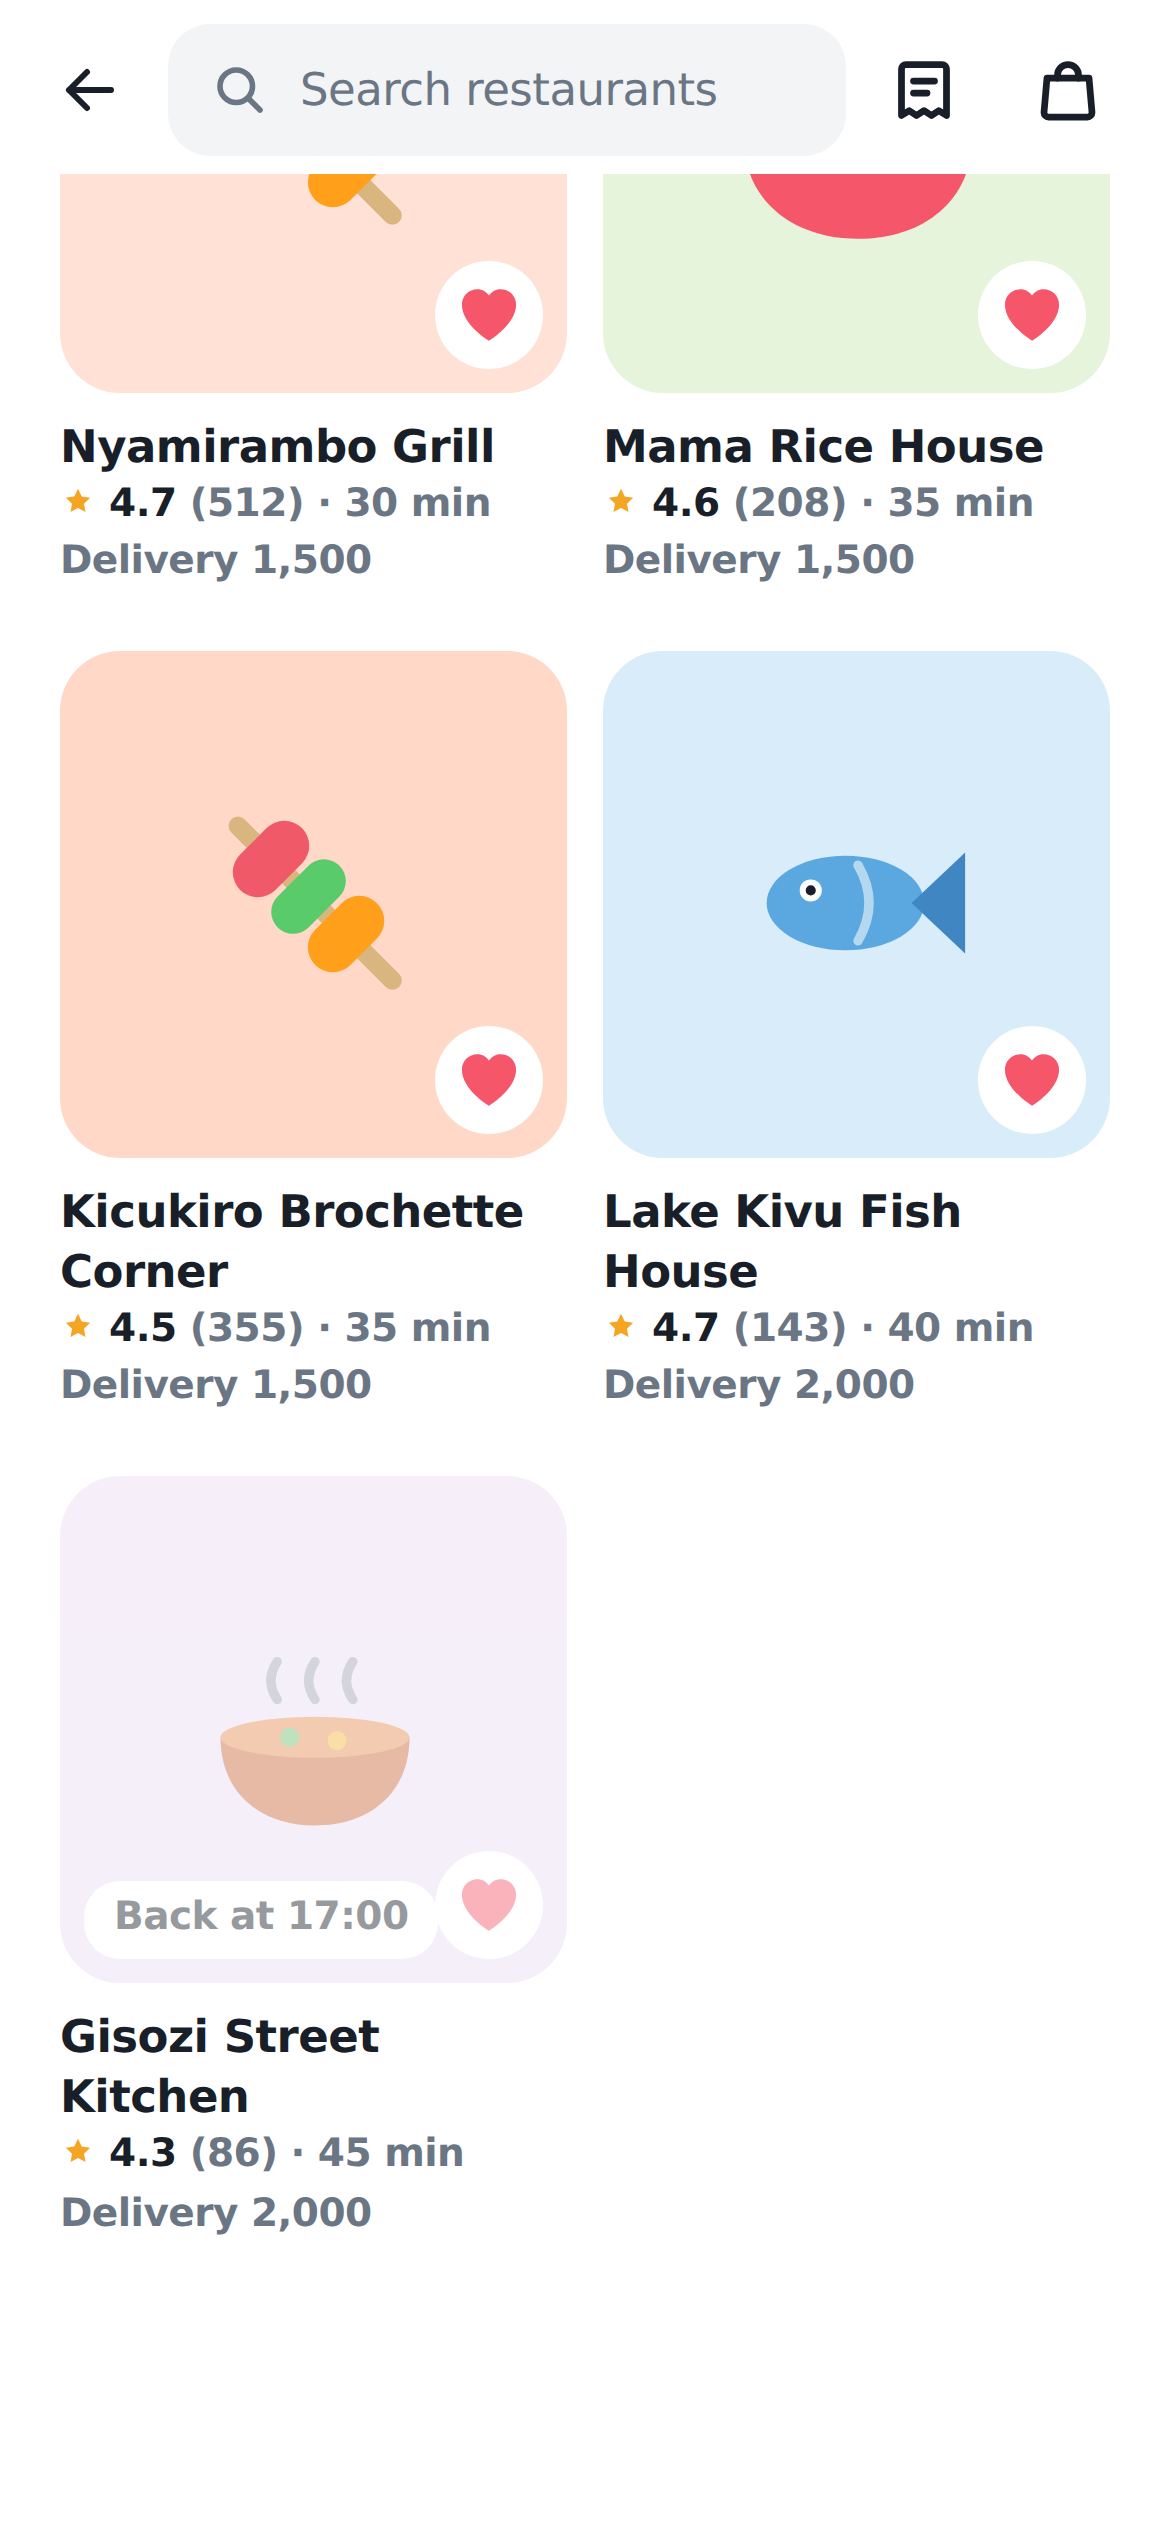 Search restaurants
Nyamirambo Grill
4.7 (512) · 30 min
Delivery 1,500
Mama Rice House
4.6 (208) · 35 min
Delivery 1,500
Kicukiro Brochette
Corner
4.5 (355) · 35 min
Delivery 1,500
Lake Kivu Fish
House
4.7 (143) · 40 min
Delivery 2,000
Back at 17:00
Gisozi Street
Kitchen
4.3 (86) · 45 min
Delivery 2,000